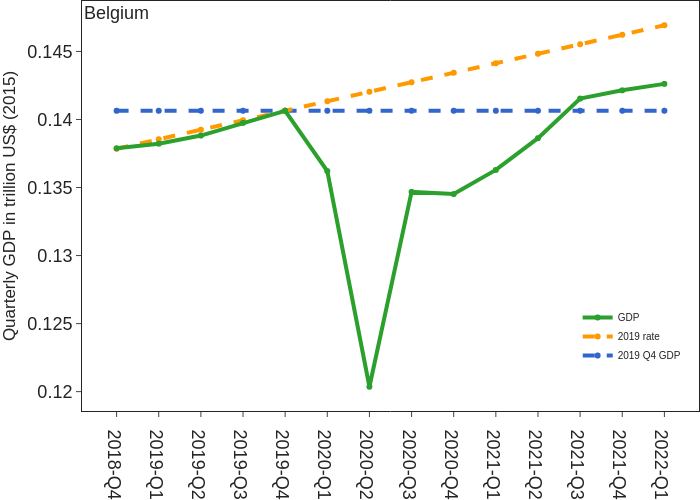 Belgium
Quarterly GDP in trillion US$ (2015)
0.145
0.14
0.135
0.13
0.125
0.12
GDP
2019 rate
2019 Q4 GDP
2018-Q4
2019-Q1
2019-Q2
2019-Q3
2019-Q4
2020-Q1
2020-Q2
2020-Q3
2020-Q4
2021-Q1
2021-Q2
2021-Q3
2021-Q4
2022-Q1